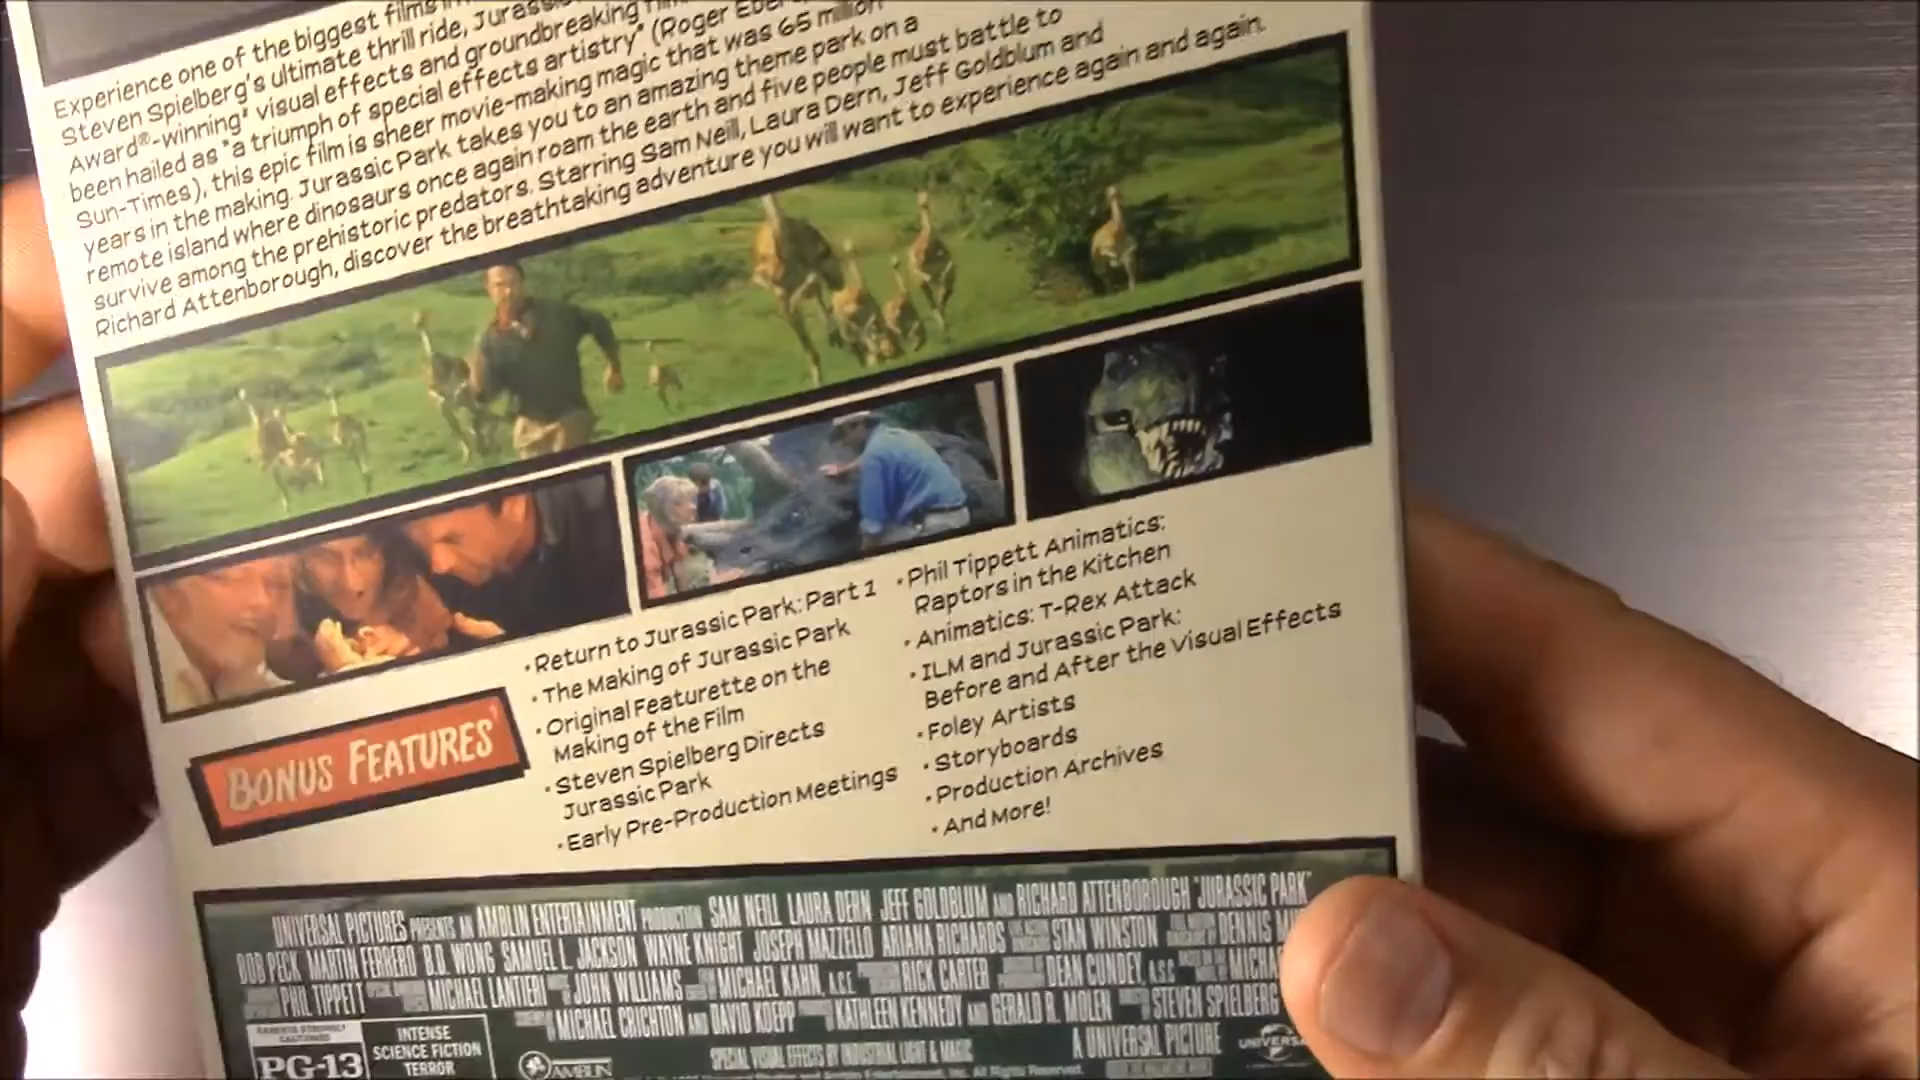 Experience one of the biggest films in
Steven Spielberg's ultimate thrill ride, Jurassic
Award®-winning* visual effects and groundbreaking
been hailed as "a triumph of special effects artistry" (Roger Eber
Sun-Times), this epic film is sheer movie-making magic that was 65 million
years in the making. Jurassic Park takes you to an amazing theme park on a
remote island where dinosaurs once again roam the earth and five people must battle to
survive among the prehistoric predators. Starring Sam Neill, Laura Dern, Jeff Goldblum and
Richard Attenborough, discover the breathtaking adventure you will want to experience again and again.
BONUS FEATURES
• Return to Jurassic Park: Part 1
• The Making of Jurassic Park
• Original Featurette on the
Making of the Film
• Steven Spielberg Directs
Jurassic Park
• Early Pre-Production Meetings
• Phil Tippett Animatics:
Raptors in the Kitchen
• Animatics: T-Rex Attack
• ILM and Jurassic Park:
Before and After the Visual Effects
• Foley Artists
• Storyboards
• Production Archives
• And More!
UNIVERSAL PICTURES PRESENTS AN AMBLIN ENTERTAINMENT PRODUCTION SAM NEILL LAURA DERN JEFF GOLDBLUM AND RICHARD ATTENBOROUGH "JURASSIC PARK"
BOB PECK MARTIN FERRERO B.D. WONG SAMUEL L. JACKSON WAYNE KNIGHT JOSEPH MAZZELLO ARIANA RICHARDS STAN WINSTON DENNIS M
PHIL TIPPETT MICHAEL LANTIERI JOHN WILLIAMS MICHAEL KAHN, A.C.E. RICK CARTER DEAN CUNDEY, A.S.C. MICHA
MICHAEL CRICHTON AND DAVID KOEPP KATHLEEN KENNEDY AND GERALD R. MOLEN STEVEN SPIELBERG
PARENTS STRONGLY CAUTIONED
PG-13
INTENSE
SCIENCE FICTION
TERROR
AMBLIN
SPECIAL VISUAL EFFECTS BY INDUSTRIAL LIGHT & MAGIC
A UNIVERSAL PICTURE
UNIVERS
All Rights Reserved.